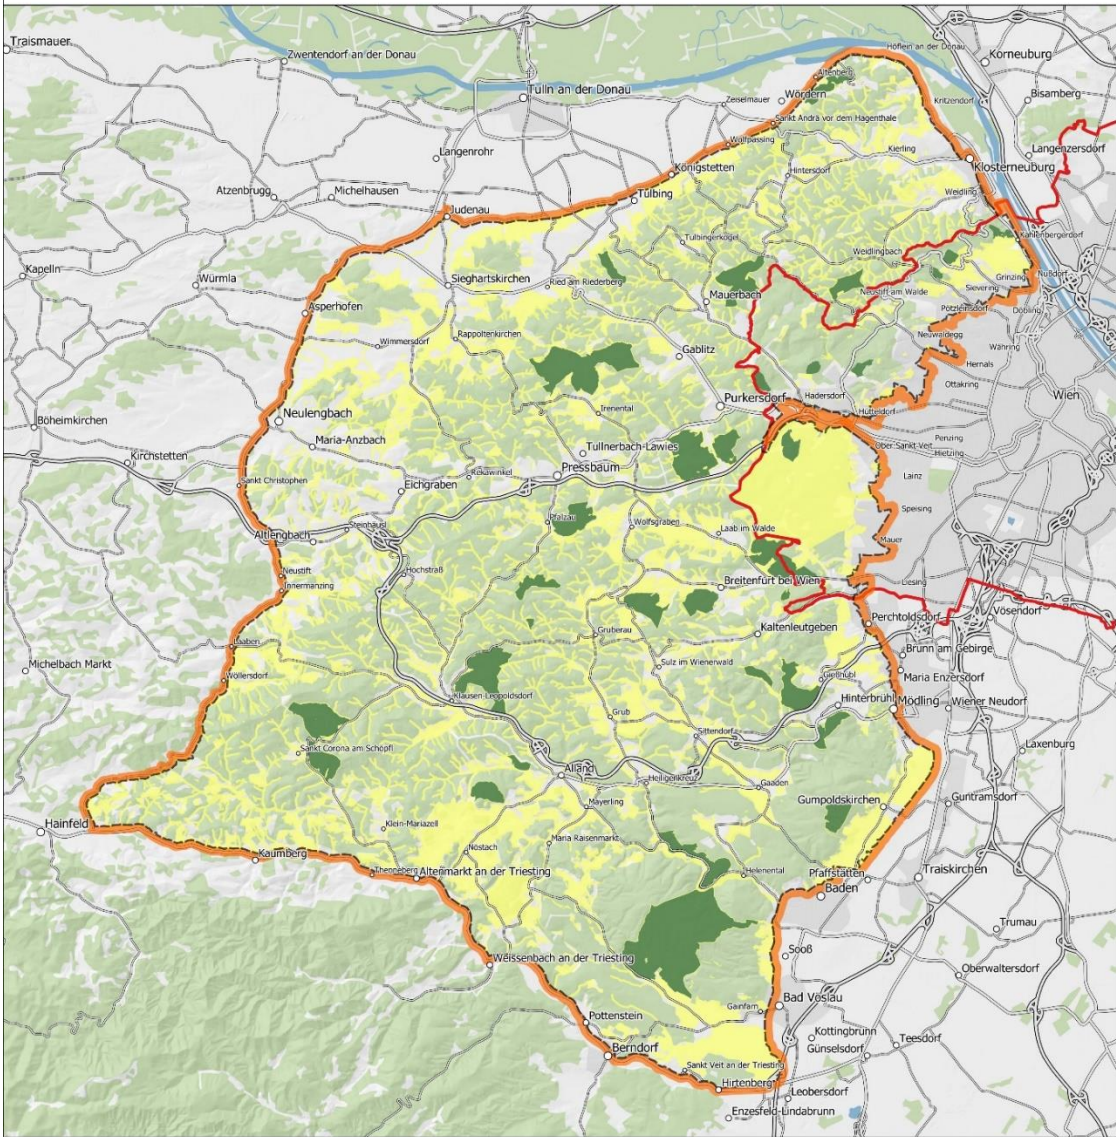 Höflein an der Donau
Traismauer
Zwentendorf an der Donau
Korneuburg
Altenberg
Tulln an der Donau
Zeiselmauer
Wördern
Kritzendorf
Bisamberg
Sankt Andrä vor dem Hagenthale
Wolfpassing
Kierling
Langenzersdorf
Langenrohr
Königstetten
Klosterneuburg
Hintersdorf
Atzenbrugg
Michelhausen
Tulbing
Weidling
Judenau
Kahlenbergerdorf
Tulbingerkogel
Weidlingbach
Kapelln
Würmla
Sieghartskirchen
Ried am Riederberg
Grinzing
Nußdorf
Sievering
Mauerbach
Neustift am Walde
Asperhofen
Pötzleinsdorf
Döbling
Rappoltenkirchen
Neuwaldegg
Wimmersdorf
Währing
Gablitz
Hernals
Ottakring
Hadersdorf
Wien
Purkersdorf
Neulengbach
Irenental
Hütteldorf
Böheimkirchen
Maria-Anzbach
Penzing
Ober Sankt Veit
Tullnerbach-Lawies
Hietzing
Kirchstetten
Pressbaum
Rekawinkel
Lainz
Sankt Christophen
Eichgraben
Speising
Pfalzau
Wolfsgraben
Steinhäusl
Laab im Walde
Altlengbach
Mauer
Neustift
Hochstraß
Innermanzing
Breitenfurt bei Wien
Liesing
Perchtoldsdorf
Vösendorf
Kaltenleutgeben
Gruberau
Laaben
Brunn am Gebirge
Michelbach Markt
Sulz im Wienerwald
Wöllersdorf
Gießhübl
Maria Enzersdorf
Klausen-Leopoldsdorf
Hinterbrühl
Mödling
Wiener Neudorf
Grub
Sittendorf
Sankt Corona am Schöpfl
Laxenburg
Alland
Heiligenkreuz
Gaaden
Mayerling
Gumpoldskirchen
Guntramsdorf
Hainfeld
Klein-Mariazell
Maria Raisenmarkt
Nöstach
Kaumberg
Thenneberg
Altenmarkt an der Triesting
Helenental
Pfaffstätten
Traiskirchen
Baden
Trumau
Sooß
Weissenbach an der Triesting
Oberwaltersdorf
Gainfarn
Bad Vöslau
Pottenstein
Kottingbrunn
Teesdorf
Günselsdorf
Berndorf
Sankt Veit an der Triesting
Hirtenberg
Leobersdorf
Enzesfeld-Lindabrunn